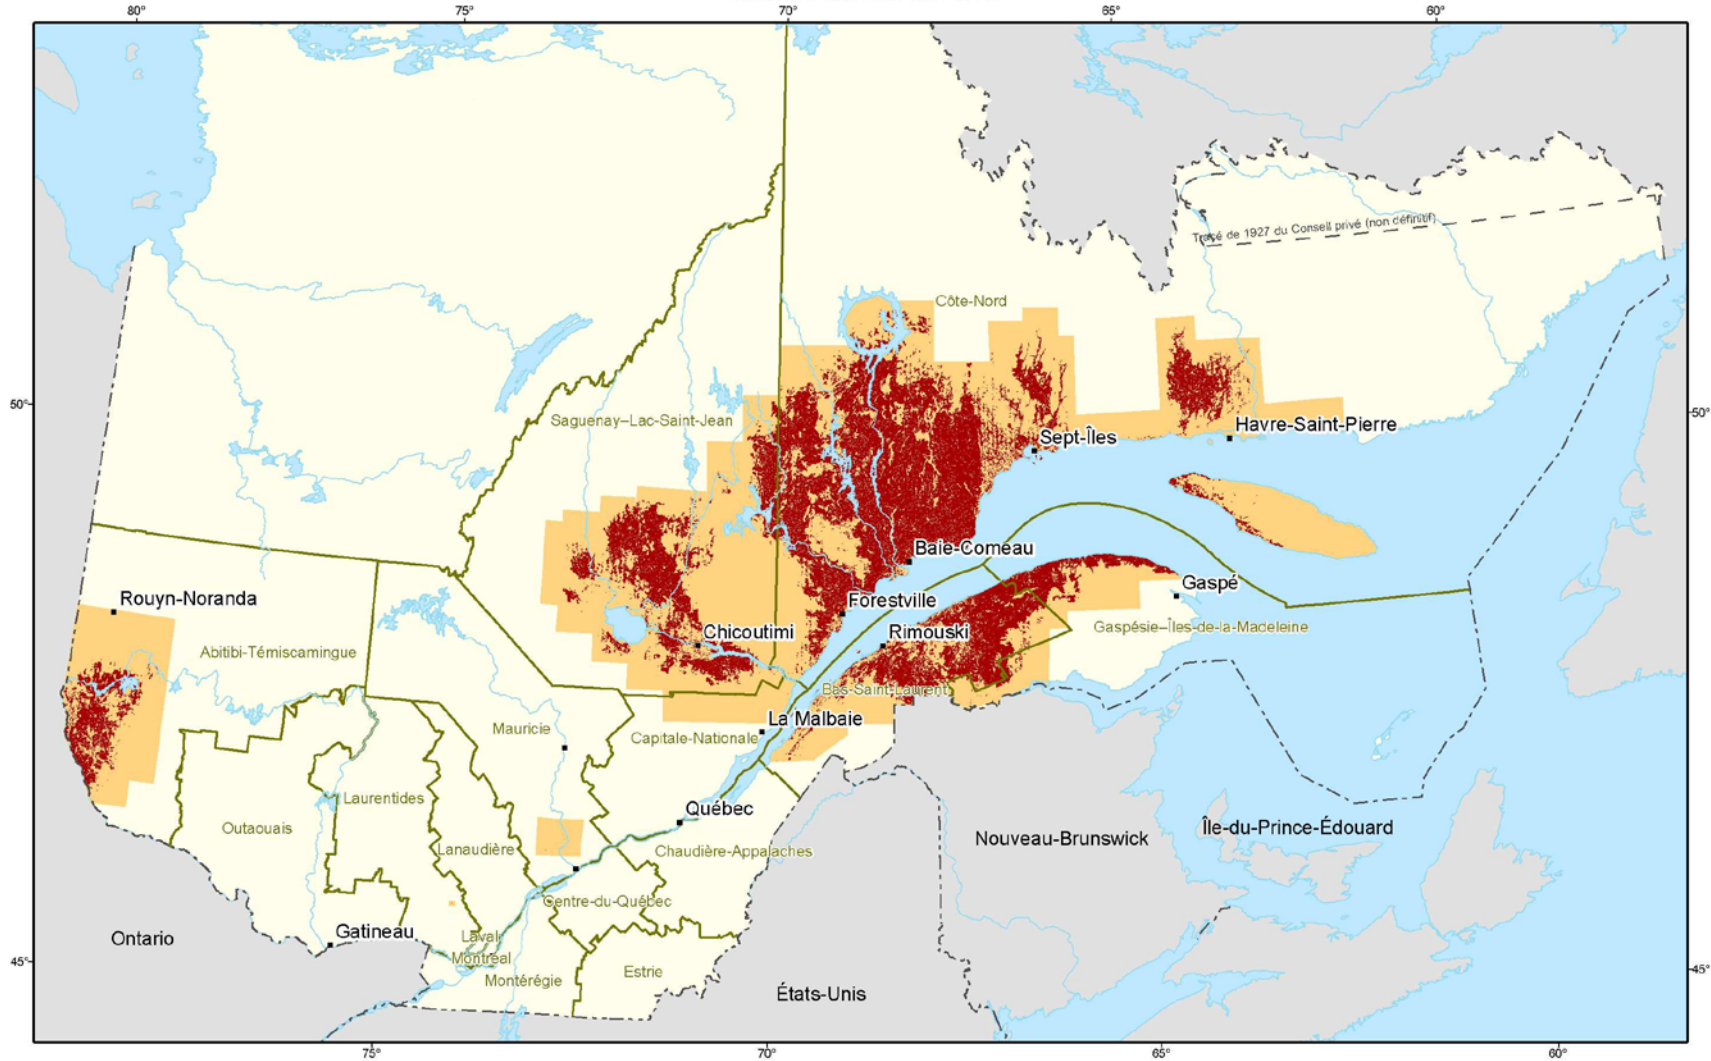 80° 75° 70° 65° 60°
Tracé de 1927 du Conseil privé (non définitif)
Côte-Nord
50° 50°
Saguenay–Lac-Saint-Jean
Havre-Saint-Pierre
Sept-Îles
Baie-Comeau
Gaspé
Rouyn-Noranda
Forestville
Gaspésie–Îles-de-la-Madeleine
Chicoutimi
Rimouski
Abitibi-Témiscamingue
Bas-Saint-Laurent
La Malbaie
Mauricie
Capitale-Nationale
Laurentides
Québec
Outaouais
Île-du-Prince-Édouard
Nouveau-Brunswick
Lanaudière
Chaudière-Appalaches
Centre-du-Québec
Gatineau
Ontario
Laval
Montréal
45° 45°
Estrie
Montérégie
États-Unis
75° 70° 65° 60°